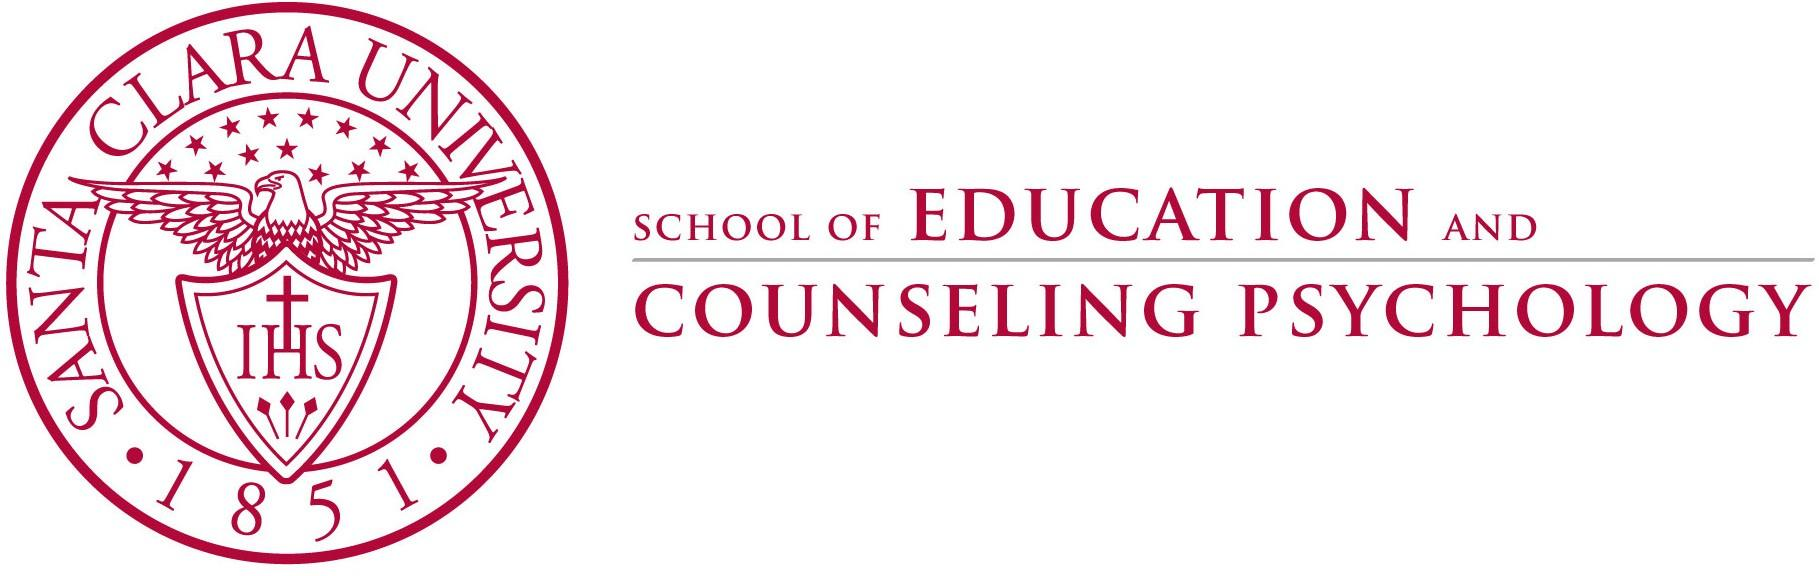 SANTA CLARA UNIVERSITY
IHS
• 1851 •
SCHOOL OF EDUCATION AND
COUNSELING PSYCHOLOGY